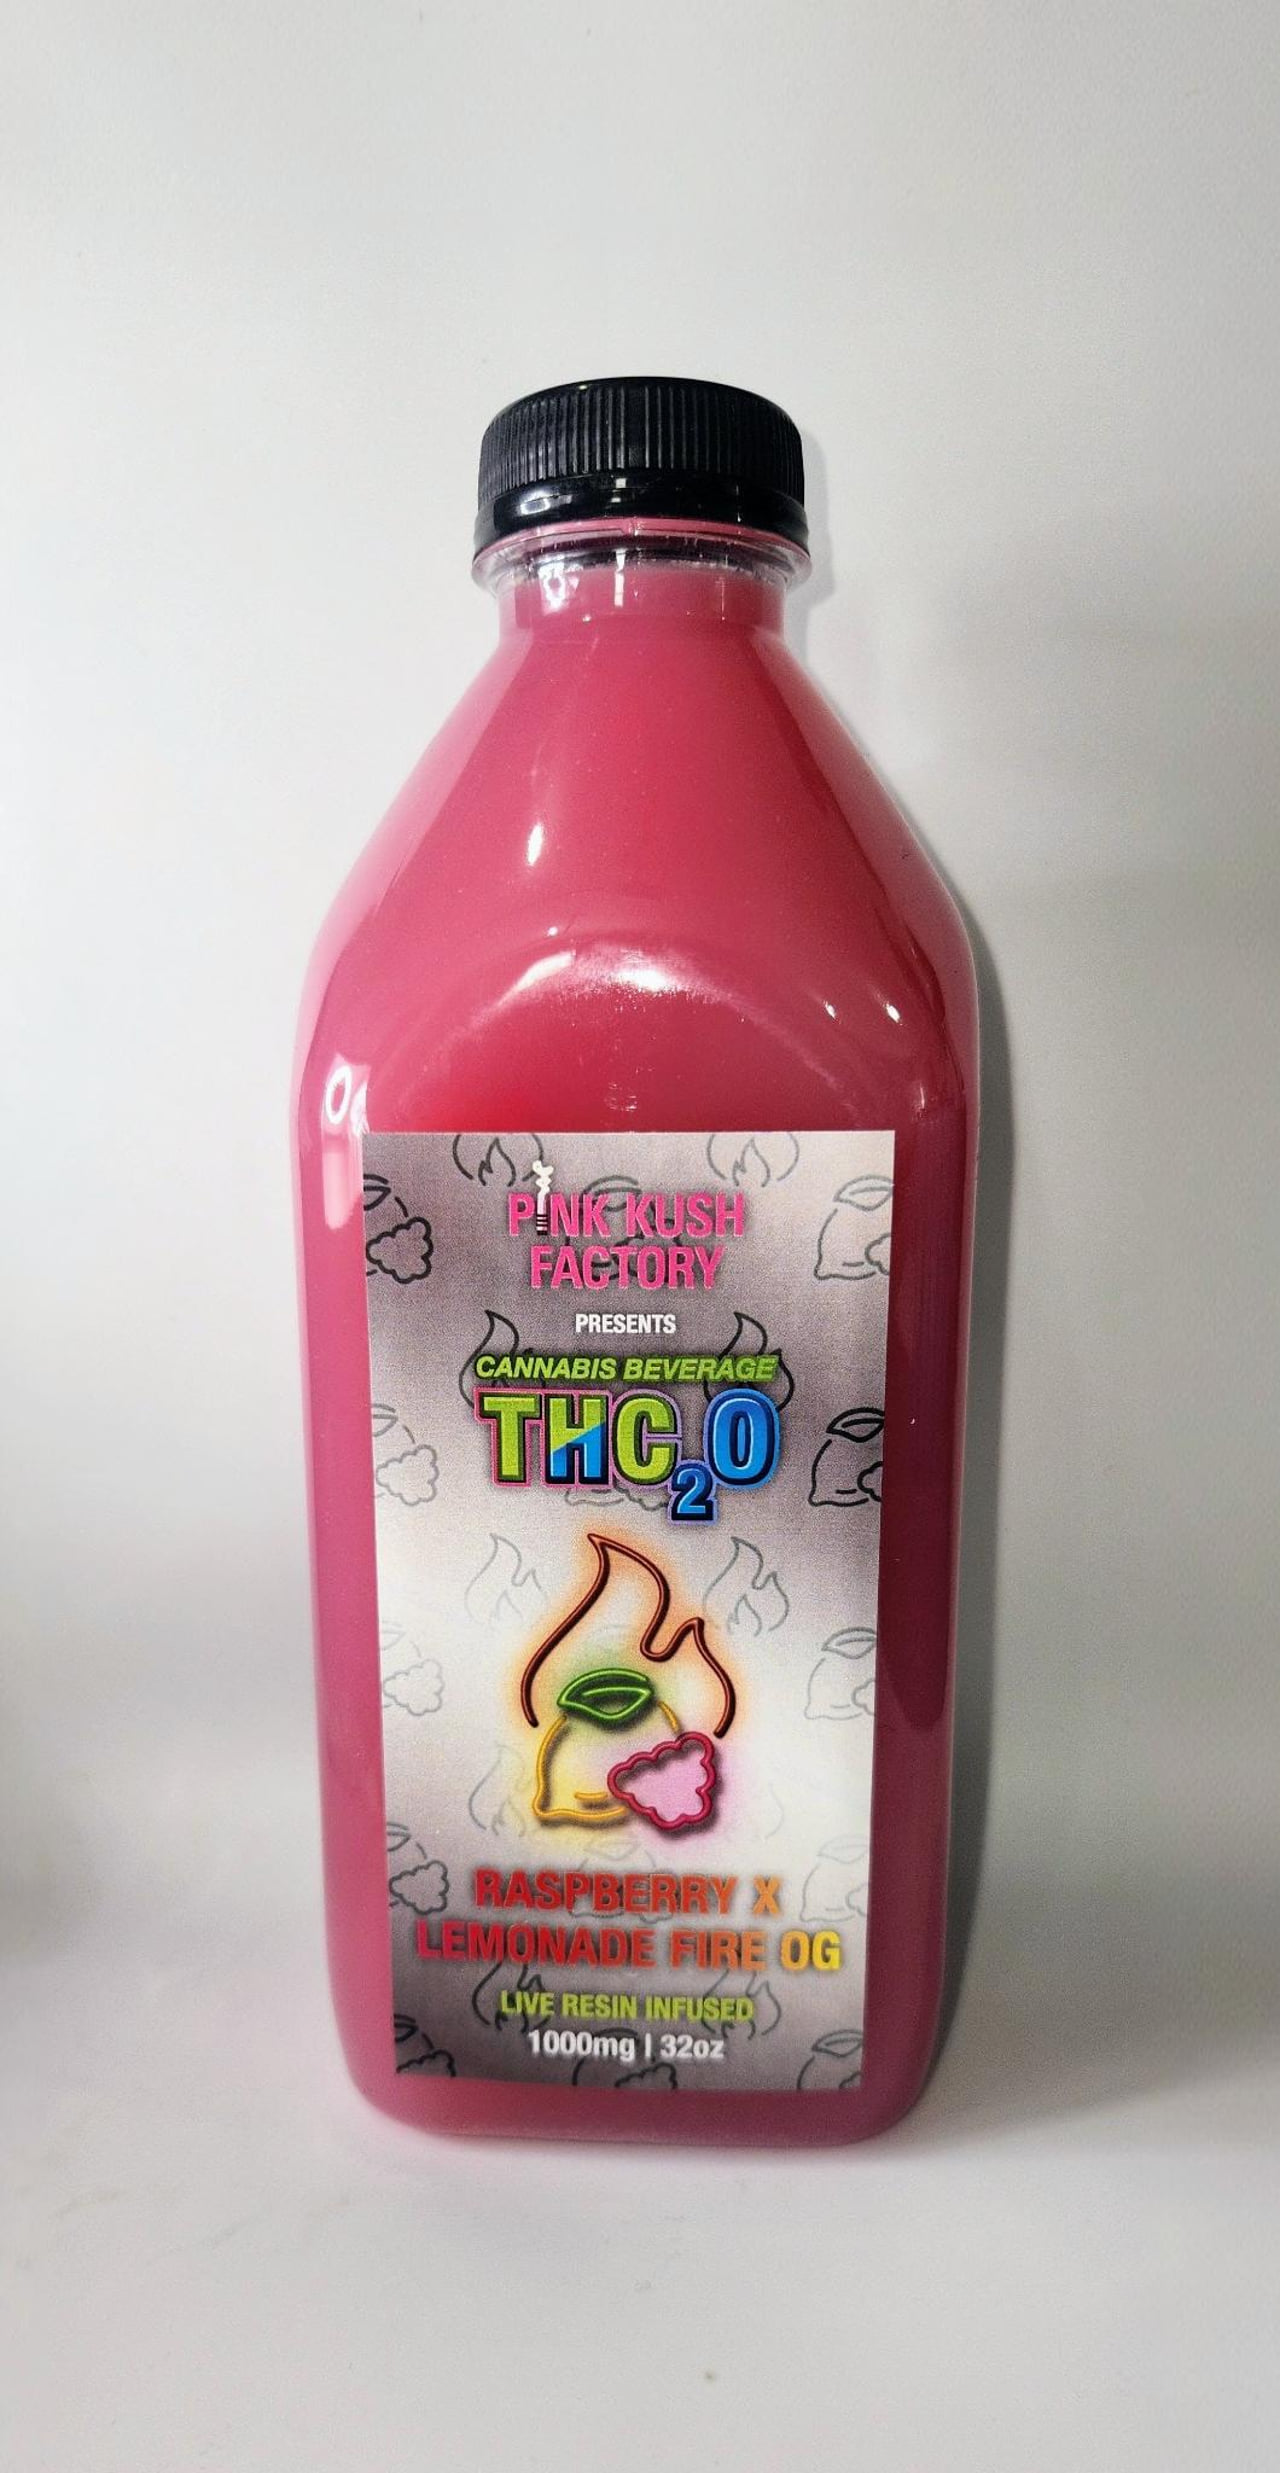 PINK KUSH
FACTORY
PRESENTS
CANNABIS BEVERAGE
THC2O
RASPBERRY X
LEMONADE FIRE OG
LIVE RESIN INFUSED
1000mg | 32oz